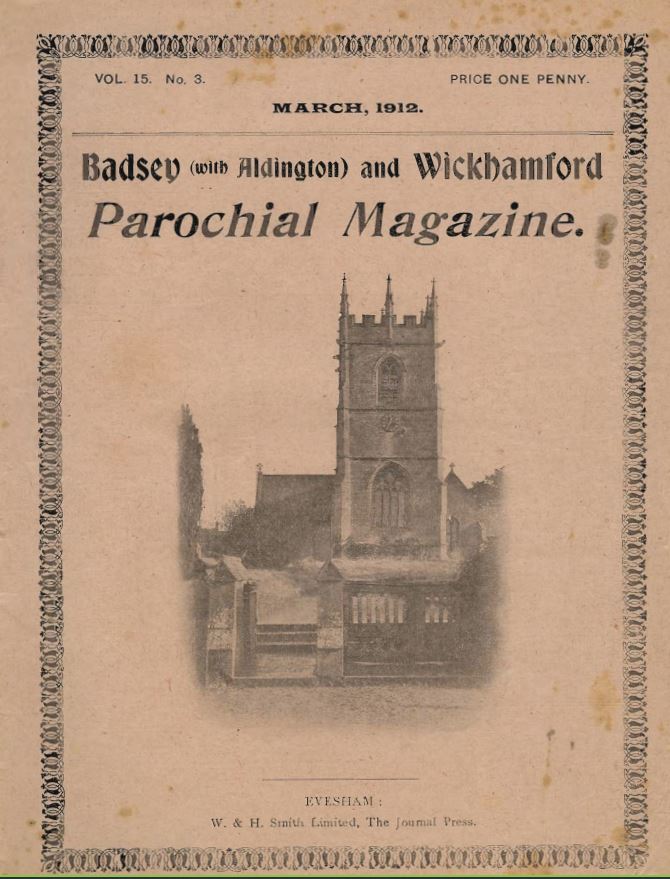 VOL. 15. No. 3. PRICE ONE PENNY.
MARCH, 1912.
Badsey (with Aldington) and Wickhamford
Parochial Magazine.
EVESHAM:
W. & H. Smith Limited, The Journal Press.